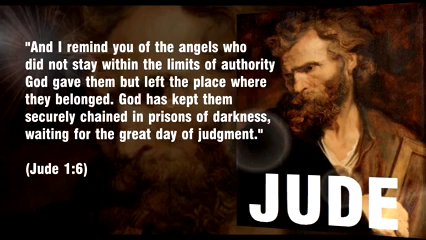 "And I remind you of the angels who
did not stay within the limits of authority
God gave them but left the place where
they belonged. God has kept them
securely chained in prisons of darkness,
waiting for the great day of judgment."
(Jude 1:6)
JUDE